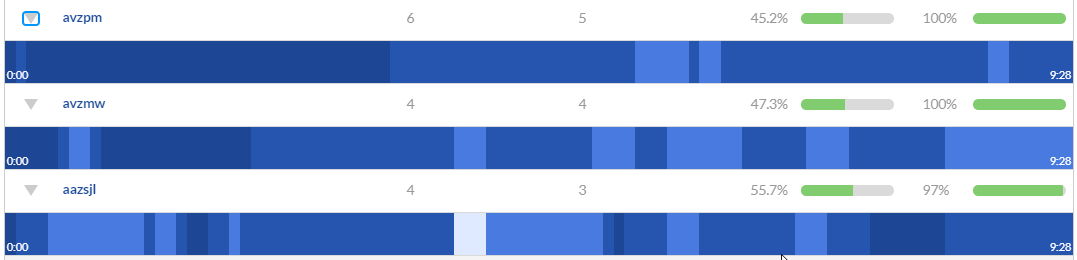 avzpm 6 5 45.2% 100%
0:00 9:28
avzmw 4 4 47.3% 100%
0:00 9:28
aazsjl 4 3 55.7% 97%
0:00 9:28